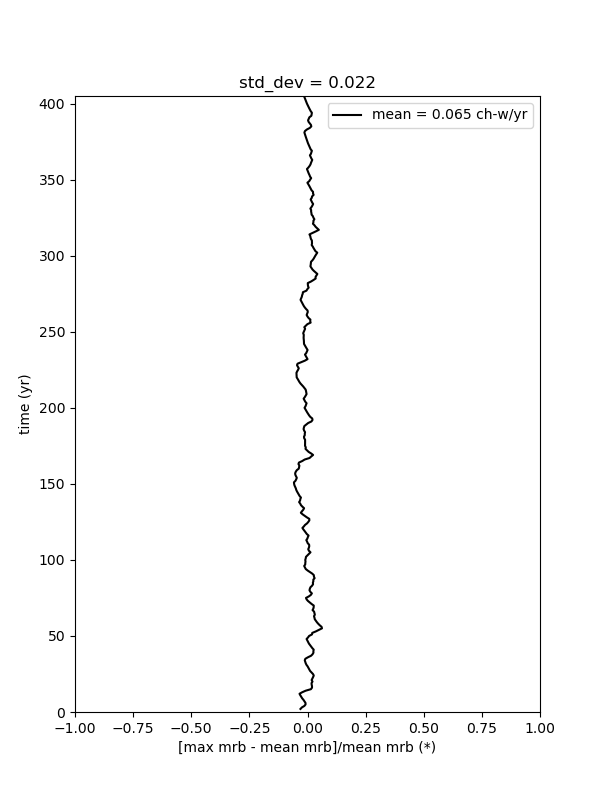 std_dev = 0.022
mean = 0.065 ch-w/yr
400
350
300
250
200
150
100
50
0
time (yr)
−1.00 −0.75 −0.50 −0.25 0.00 0.25 0.50 0.75 1.00
[max mrb - mean mrb]/mean mrb (*)